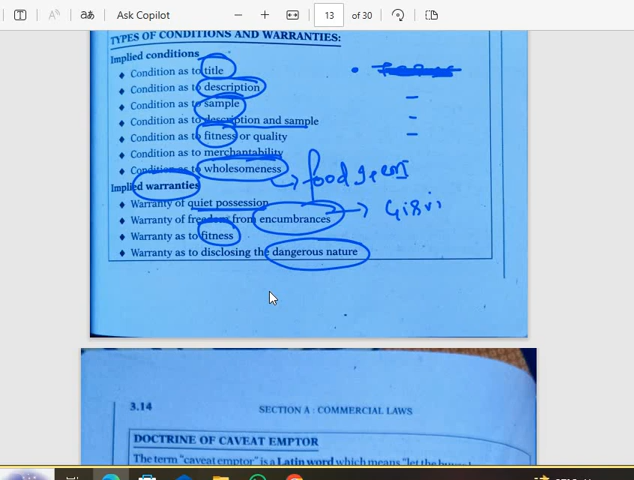 Ask Copilot
13 of 30
TYPES OF CONDITIONS AND WARRANTIES:
Implied conditions
♦ Condition as to title
♦ Condition as to description
♦ Condition as to sample
♦ Condition as to description and sample
♦ Condition as to fitness or quality
♦ Condition as to merchantability
♦ Condition as to wholesomeness
food
Implied warranties
♦ Warranty of quiet possession
♦ Warranty of freedom from encumbrances
♦ Warranty as to fitness
♦ Warranty as to disclosing the dangerous nature
3.14 SECTION A : COMMERCIAL LAWS
DOCTRINE OF CAVEAT EMPTOR
The term "caveat emptor" is a Latin word which means "let the